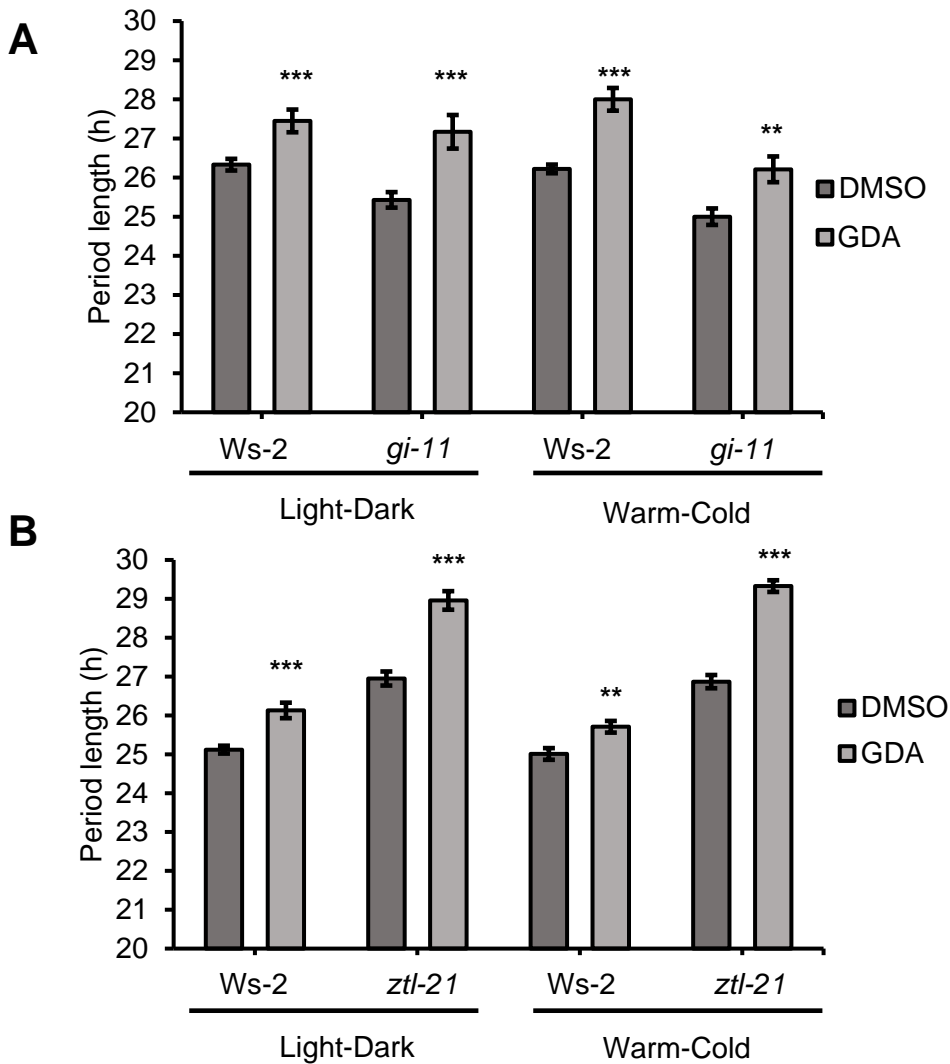 A
Period length (h)
30
29
28
27
26
25
24
23
22
21
20
*** *** *** **
DMSO
GDA
Ws-2 gi-11 Ws-2 gi-11
Light-Dark Warm-Cold
B
Period length (h)
30
29
28
27
26
25
24
23
22
21
20
*** *** ** ***
DMSO
GDA
Ws-2 ztl-21 Ws-2 ztl-21
Light-Dark Warm-Cold